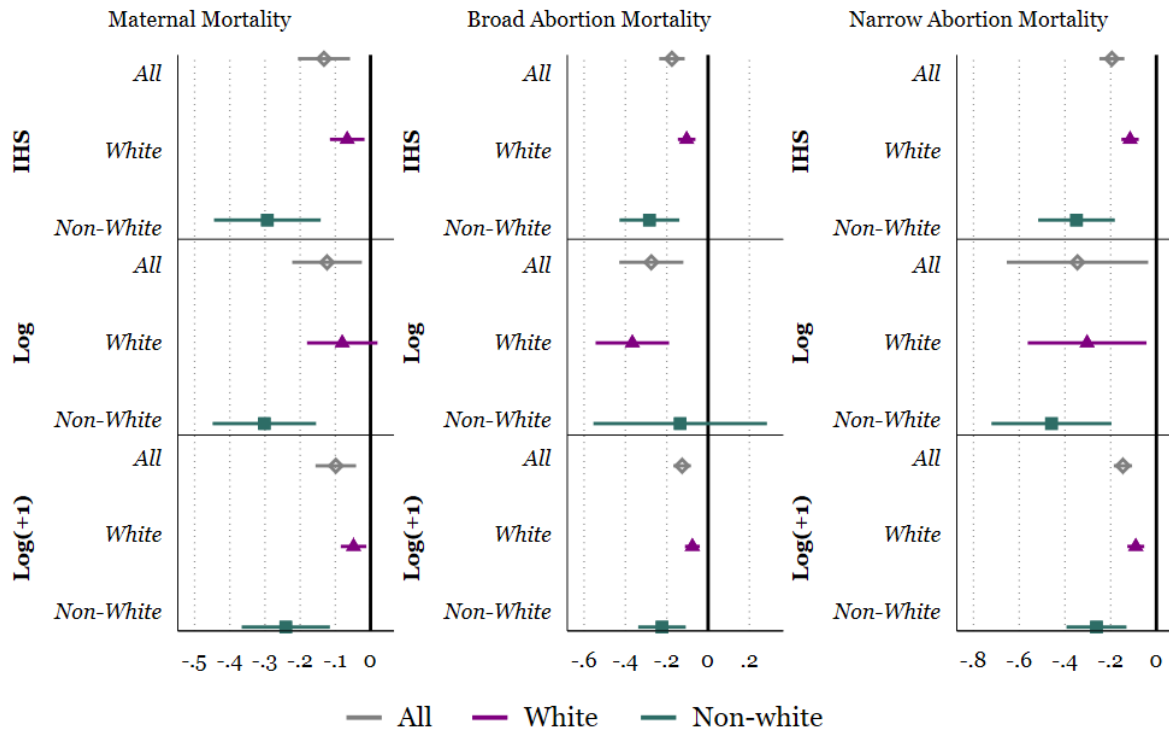 Maternal Mortality
Broad Abortion Mortality
Narrow Abortion Mortality
IHS
All
White
Non-White
Log
All
White
Non-White
Log(+1)
All
White
Non-White
-.5 -.4 -.3 -.2 -.1 0
IHS
All
White
Non-White
Log
All
White
Non-White
Log(+1)
All
White
Non-White
-.6 -.4 -.2 0 .2
IHS
All
White
Non-White
Log
All
White
Non-White
Log(+1)
All
White
Non-White
-.8 -.6 -.4 -.2 0
All White Non-white